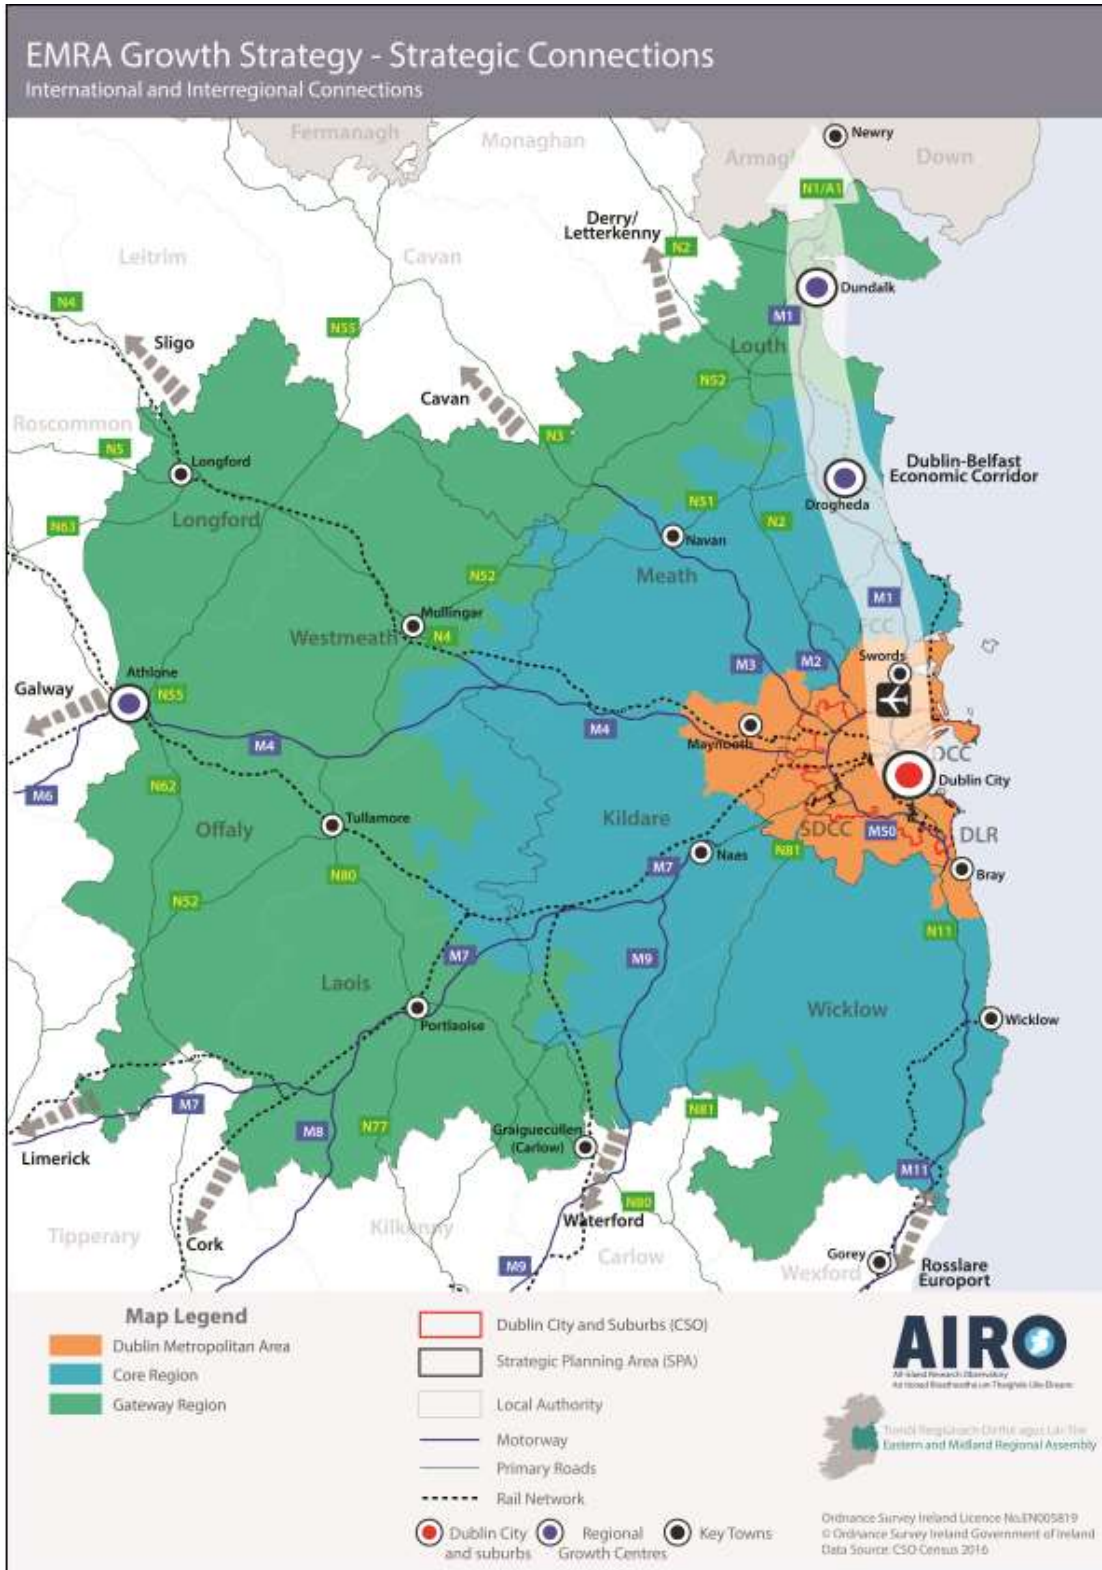 EMRA Growth Strategy - Strategic Connections
International and Interregional Connections
Fermanagh
Monaghan
Newry
Armagh
Down
N1/A1
Derry/
Letterkenny
N2
Leitrim
Cavan
Dundalk
N4
M1
N55
Sligo
Louth
N52
Cavan
Roscommon
N5
N3
Longford
Dublin-Belfast
Economic Corridor
N51
Drogheda
N63
Longford
N2
Navan
N52
Meath
M1
Mullingar
Westmeath
N4
FCC
Swords
M3
M2
Athlone
Galway
N55
M4
M4
Maynooth
DCC
Dublin City
N62
M6
Tullamore
Kildare
Offaly
SDCC
M50
DLR
Naas
N81
M7
Bray
N80
N52
N11
M7
M9
Laois
Wicklow
Portlaoise
Wicklow
M7
N81
M8
N77
Graiguecullen
(Carlow)
Limerick
M11
N80
Waterford
Tipperary
Kilkenny
Cork
Carlow
Gorey
M9
Wexford
Rosslare
Europort
Map Legend
Dublin Metropolitan Area
Core Region
Gateway Region
Dublin City and Suburbs (CSO)
Strategic Planning Area (SPA)
Local Authority
Motorway
Primary Roads
Rail Network
Dublin City
and suburbs
Regional
Growth Centres
Key Towns
AIRO
All-Island Research Observatory
Eastern and Midland Regional Assembly
Ordnance Survey Ireland Licence No.EN005819
© Ordnance Survey Ireland Government of Ireland
Data Source: CSO Census 2016